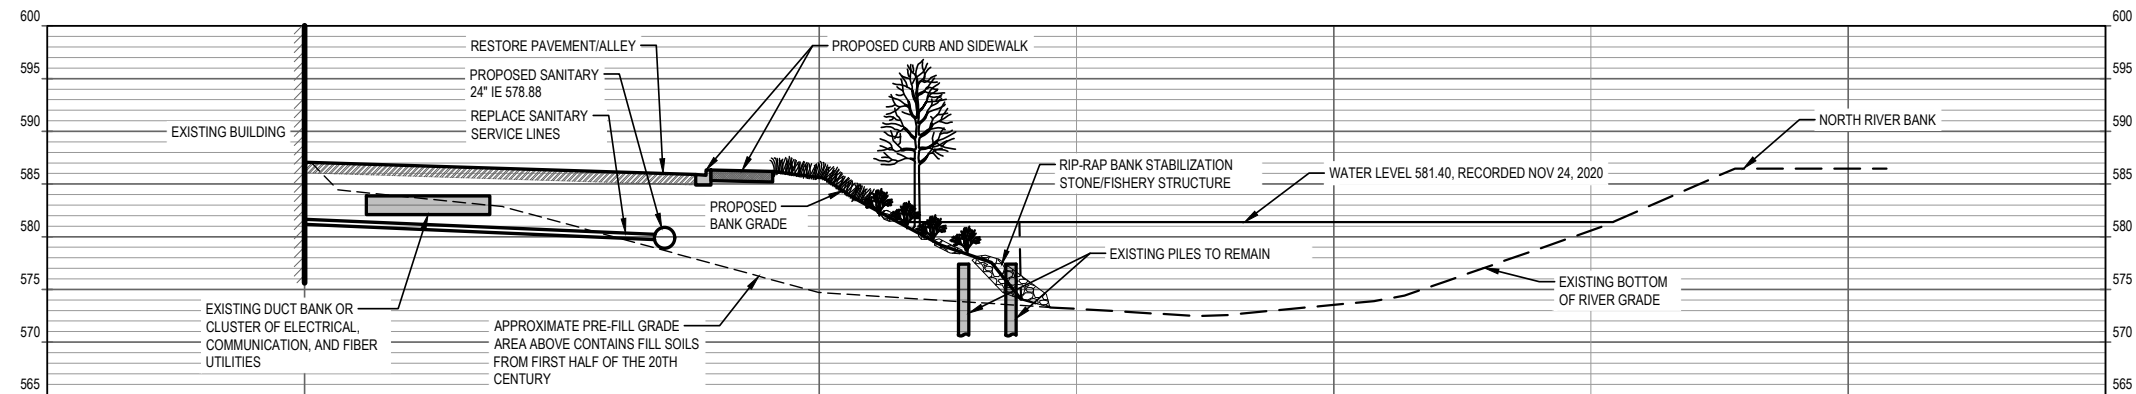 600
595
590
585
580
575
570
565
RESTORE PAVEMENT/ALLEY
PROPOSED SANITARY
24" IE 578.88
REPLACE SANITARY
SERVICE LINES
EXISTING BUILDING
PROPOSED CURB AND SIDEWALK
PROPOSED
BANK GRADE
RIP-RAP BANK STABILIZATION
STONE/FISHERY STRUCTURE
WATER LEVEL 581.40, RECORDED NOV 24, 2020
NORTH RIVER BANK
EXISTING PILES TO REMAIN
EXISTING BOTTOM
OF RIVER GRADE
EXISTING DUCT BANK OR
CLUSTER OF ELECTRICAL,
COMMUNICATION, AND FIBER
UTILITIES
APPROXIMATE PRE-FILL GRADE
AREA ABOVE CONTAINS FILL SOILS
FROM FIRST HALF OF THE 20TH
CENTURY
600
595
590
585
580
575
570
565